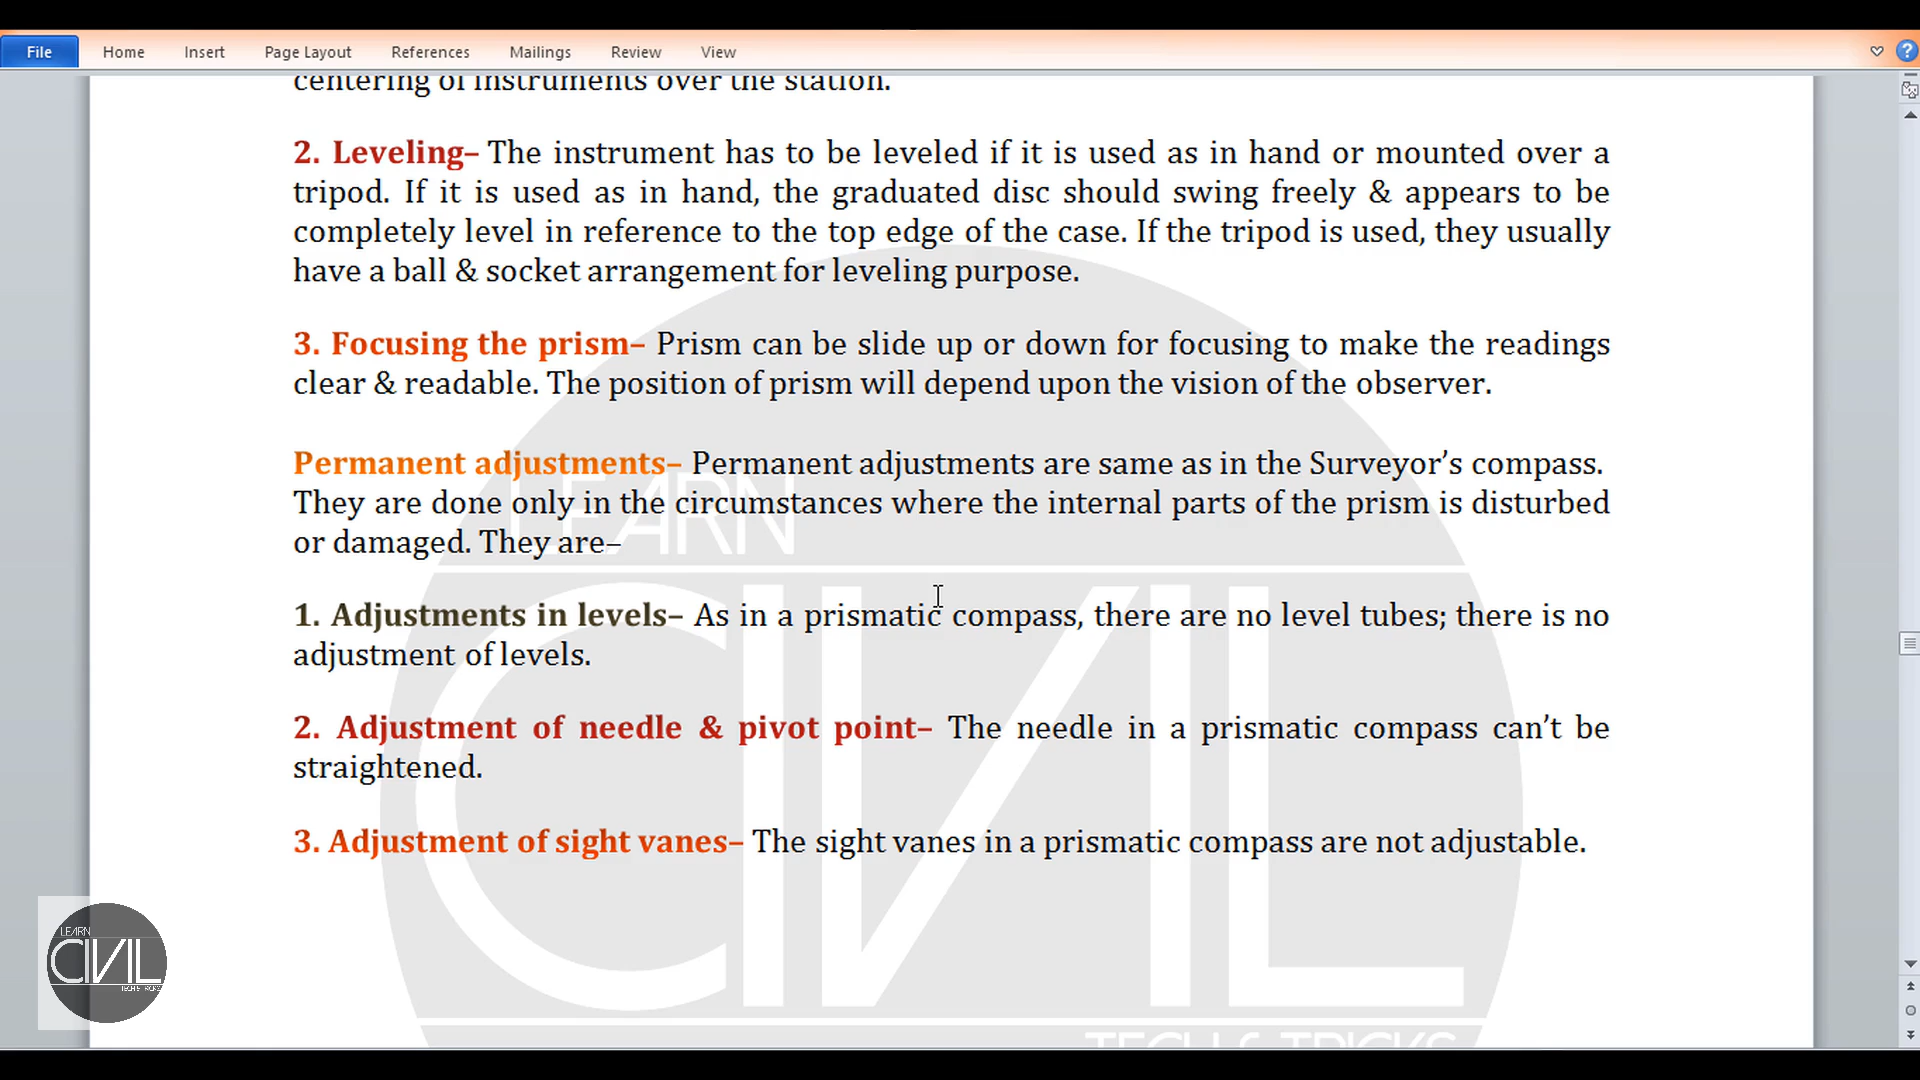 File Home Insert Page Layout References Mailings Review View
centering of instruments over the station.
2. Leveling– The instrument has to be leveled if it is used as in hand or mounted over a
tripod. If it is used as in hand, the graduated disc should swing freely & appears to be
completely level in reference to the top edge of the case. If the tripod is used, they usually
have a ball & socket arrangement for leveling purpose.
3. Focusing the prism– Prism can be slide up or down for focusing to make the readings
clear & readable. The position of prism will depend upon the vision of the observer.
Permanent adjustments– Permanent adjustments are same as in the Surveyor’s compass.
They are done only in the circumstances where the internal parts of the prism is disturbed
or damaged. They are–
1. Adjustments in levels– As in a prismatic compass, there are no level tubes; there is no
adjustment of levels.
2. Adjustment of needle & pivot point– The needle in a prismatic compass can’t be
straightened.
3. Adjustment of sight vanes– The sight vanes in a prismatic compass are not adjustable.
LEARN
CIVIL
TECH & TRICKS
LEARN
CIVIL